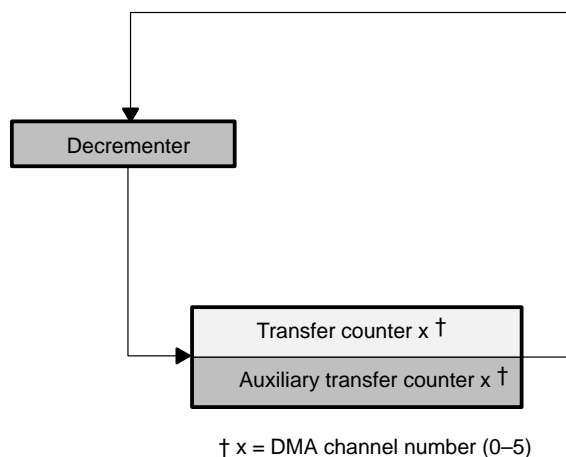 Decrementer
Transfer counter x †
Auxiliary transfer counter x †
† x = DMA channel number (0–5)